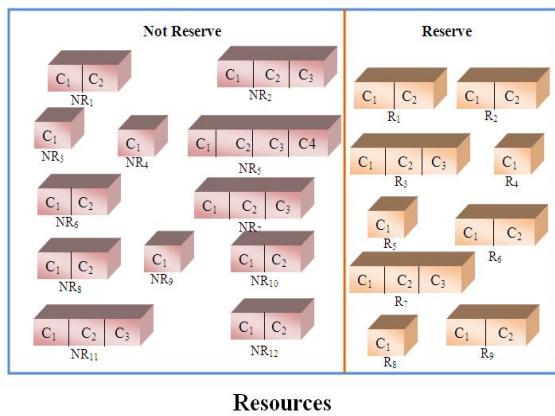 Not Reserve
Reserve
C₁ C₂
NR₁
C₁ C₂ C₃
NR₂
C₁ C₂
R₁
C₁ C₂
R₂
C₁
NR₃
C₁
NR₄
C₁ C₂ C₃ C4
NR₅
C₁ C₂ C₃
R₃
C₁
R₄
C₁ C₂
NR₆
C₁ C₂ C₃
NR₇
C₁
R₅
C₁ C₂
R₆
C₁ C₂
NR₈
C₁
NR₉
C₁ C₂
NR₁₀
C₁ C₂ C₃
R₇
C₁ C₂ C₃
NR₁₁
C₁ C₂
NR₁₂
C₁
R₈
C₁ C₂
R₉
Resources